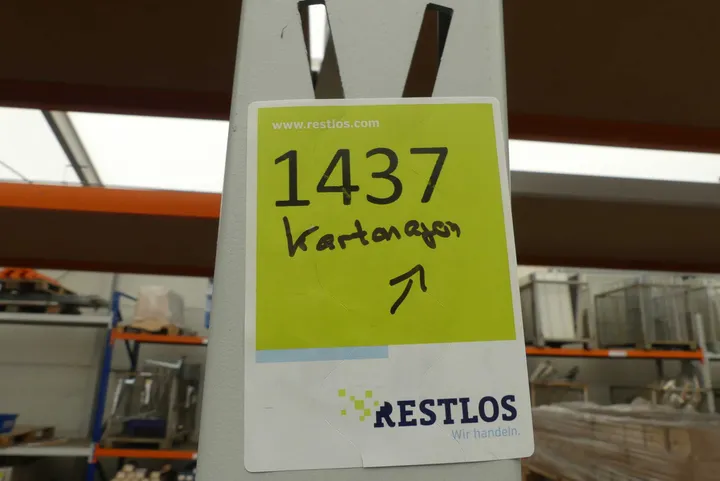 www.restlos.com
1437
Kartonagen
RESTLOS
Wir handeln.